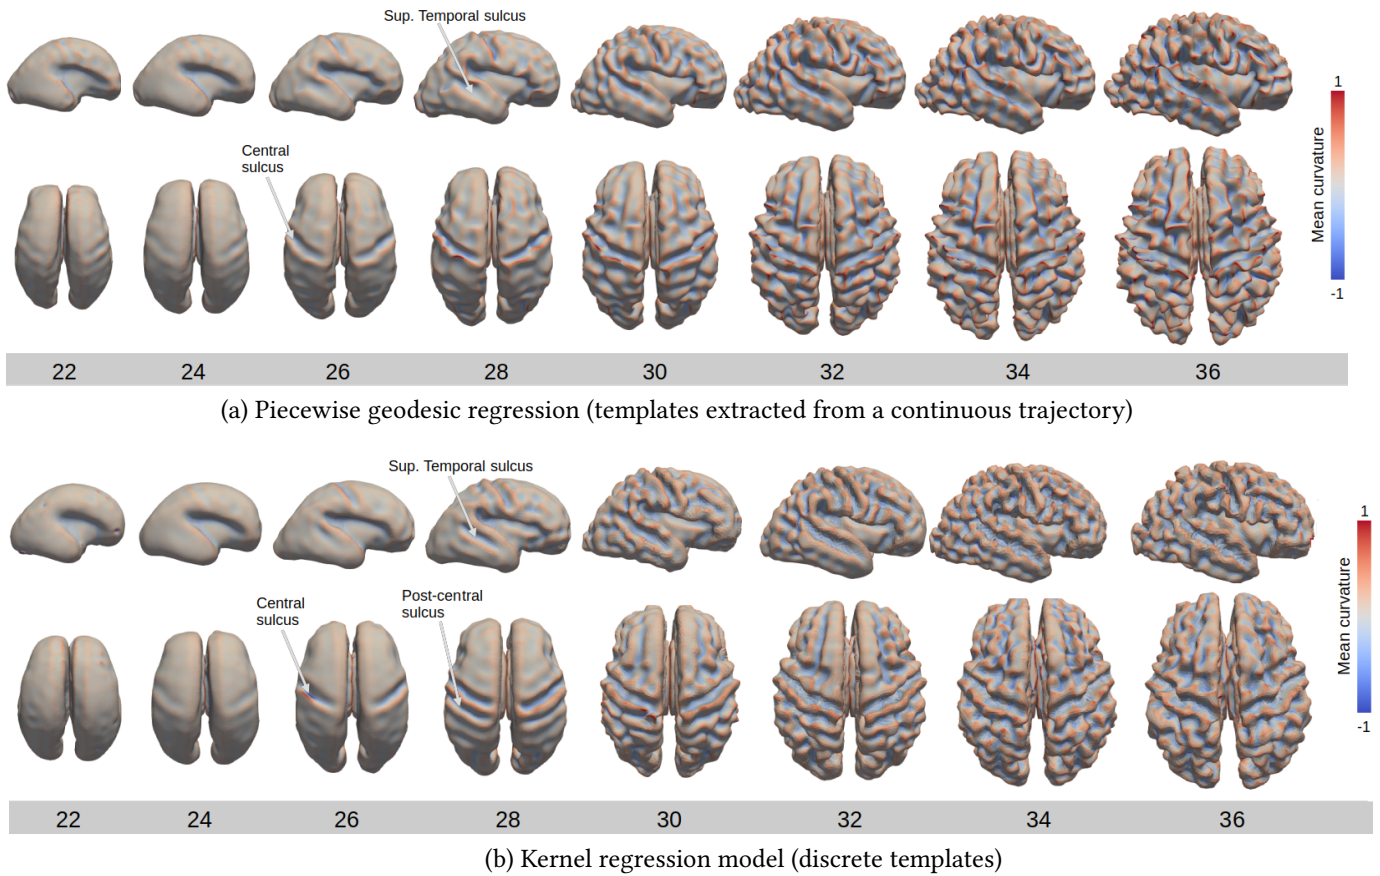 Sup. Temporal sulcus
Central
sulcus
1
Mean curvature
-1
22 24 26 28 30 32 34 36
(a) Piecewise geodesic regression (templates extracted from a continuous trajectory)
Sup. Temporal sulcus
Central
sulcus
Post-central
sulcus
1
Mean curvature
-1
22 24 26 28 30 32 34 36
(b) Kernel regression model (discrete templates)